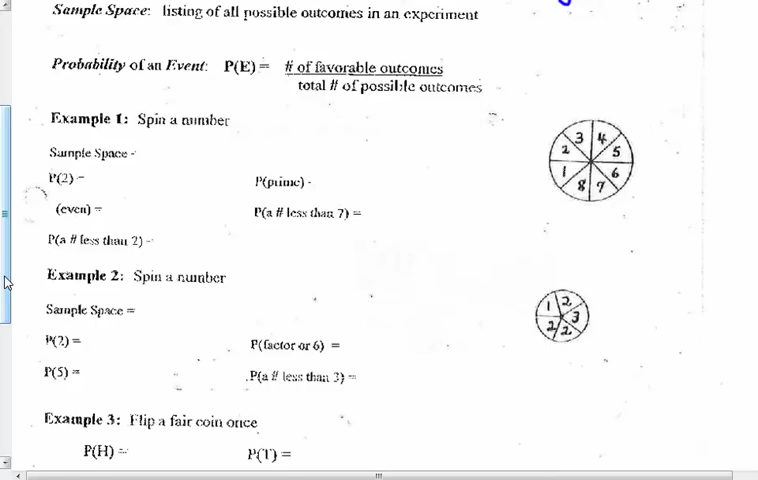 Sample Space: listing of all possible outcomes in an experiment
Probability of an Event: P(E) = # of favorable outcomes
total # of possible outcomes
Example 1: Spin a number
Sample Space -
P(2) =
P(prime) -
(even) =
P(a # less than 7) =
P(a # less than 2) -
1 2 3 4 5 6 7 8
Example 2: Spin a number
Sample Space =
P(2) =
P(factor or 6) =
P(5) =
P(a # less than 3) =
1 2 3 2 2
Example 3: Flip a fair coin once
P(H) =
P(T) =